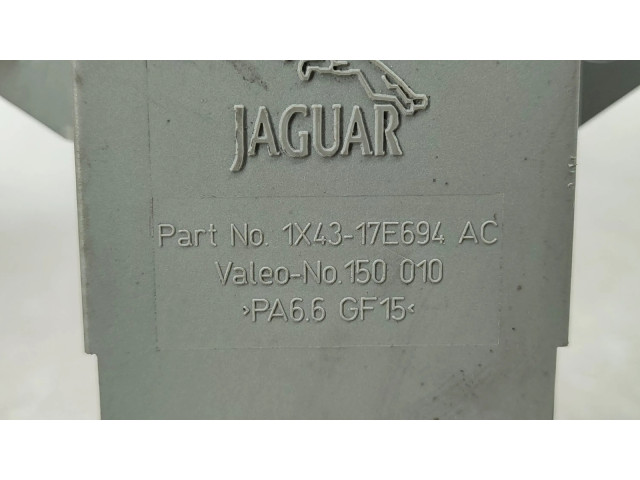 JAGUAR
Part No. 1X43-17E694 AC
Valeo-No.150 010
>PA6.6 GF15<